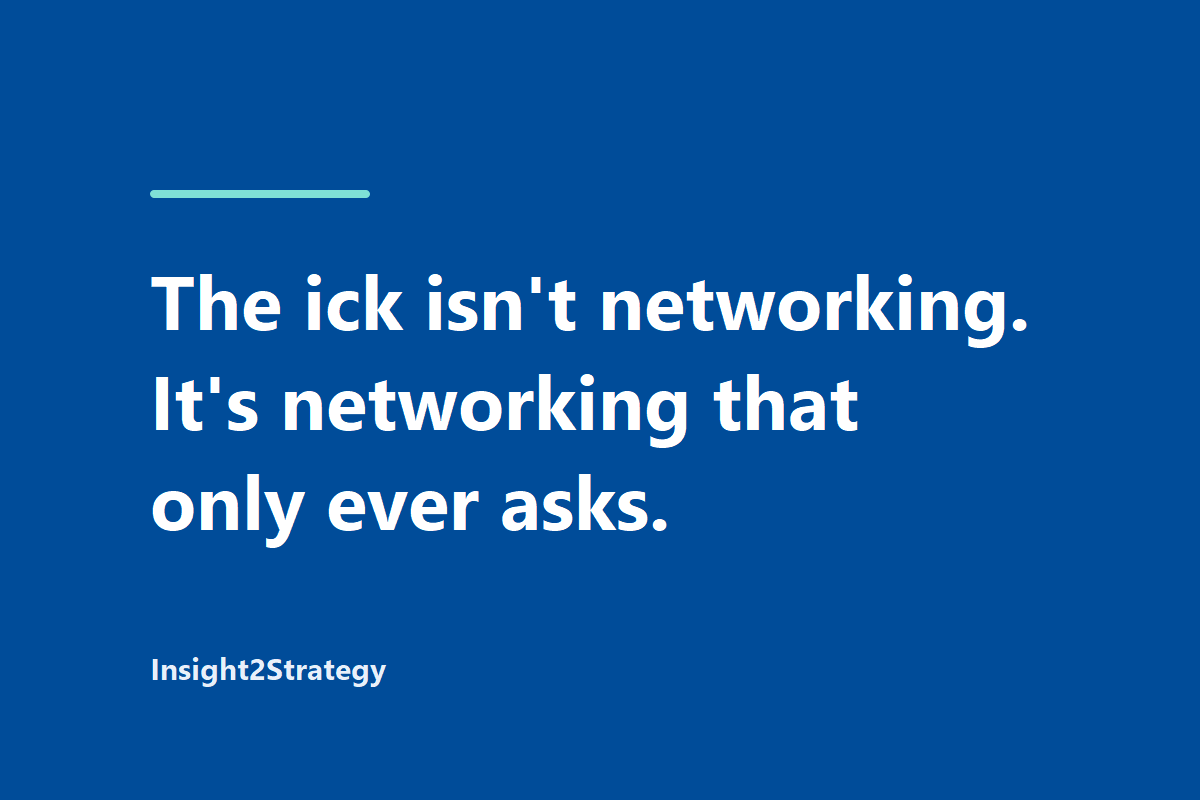 The ick isn't networking.
It's networking that
only ever asks.
Insight2Strategy